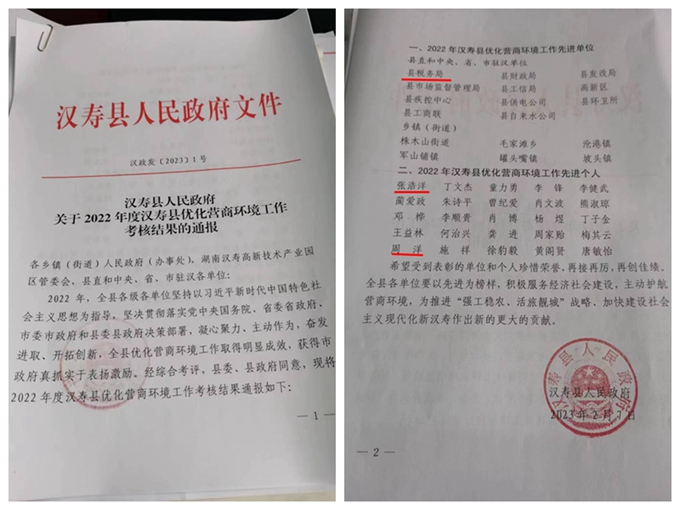 汉寿县人民政府文件
汉政发〔2023〕1号
汉寿县人民政府
关于2022年度汉寿县优化营商环境工作
考核结果的通报
各乡镇（街道）人民政府（办事处），湖南汉寿高新技术产业园
区管委会，县直和中央、省、市驻汉各单位：
2022年，全县各级各单位坚持以习近平新时代中国特色社
会主义思想为指导，坚决贯彻落实党中央国务院、省委省政府、
市委市政府和县委县政府决策部署，凝心聚力、主动作为，奋发
进取、开拓创新，全县优化营商环境工作取得明显成效，获得市
政府真抓实干表扬激励。经综合考评，县委、县政府同意，现将
2022年度汉寿县优化营商环境工作考核结果通报如下：
— 1 —
一、2022年汉寿县优化营商环境工作先进单位
县直和中央、省、市驻汉单位
县税务局 县财政局 县发改局
县市场监督管理局 县工信局 高新区
县疾控中心 县供电公司 县环卫所
县工商联 县自来水公司
乡镇（街道）
株木山街道 毛家滩乡 沧港镇
军山铺镇 罐头嘴镇 坡头镇
二、2022年汉寿县优化营商环境工作先进个人
张浩洋 丁文杰 童力勇 李锋 李健武
蔺爱政 朱诗平 曾纪爱 肖文波 熊淑琼
邓桦 李顺贵 肖博 杨煜 丁子金
王益林 何治兴 龚进 周家贻 梅其云
周洋 施祥 徐豹毅 黄阁贤 唐敏怡
希望受到表彰的单位和个人珍惜荣誉，再接再厉，再创佳绩。
全县各单位要以先进为榜样，积极服务经济社会建设，主动护航
营商环境，为推进“强工稳农、活旅靓城”战略、加快建设社会
主义现代化新汉寿作出新的更大的贡献。
汉寿县人民政府
汉寿县人民政府
2023年2月7日
— 2 —